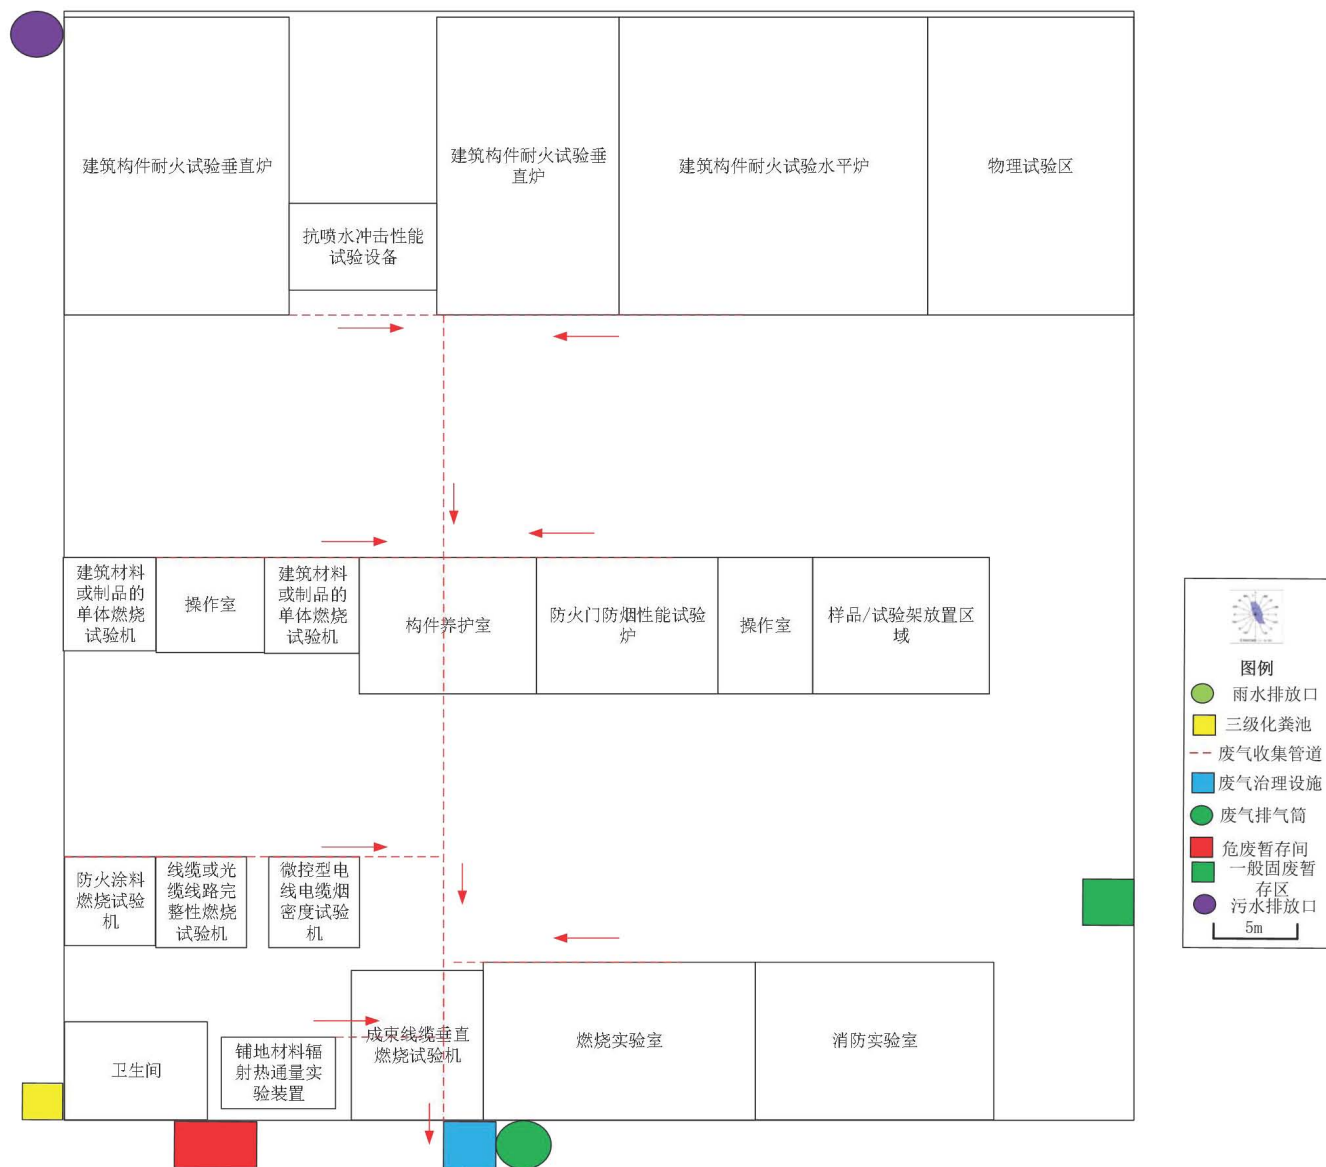 建筑构件耐火试验垂直炉
抗喷水冲击性能
试验设备
建筑构件耐火试验垂
直炉
建筑构件耐火试验水平炉
物理试验区
建筑材料
或制品的
单体燃烧
试验机
操作室
建筑材料
或制品的
单体燃烧
试验机
构件养护室
防火门防烟性能试验
炉
操作室
样品/试验架放置区
域
防火涂料
燃烧试验
机
线缆或光
缆线路完
整性燃烧
试验机
微控型电
线电缆烟
密度试验
机
卫生间
铺地材料辐
射热通量实
验装置
成束线缆垂直
燃烧试验机
燃烧实验室
消防实验室
图例
雨水排放口
三级化粪池
废气收集管道
废气治理设施
废气排气筒
危废暂存间
一般固废暂
存区
污水排放口
5m